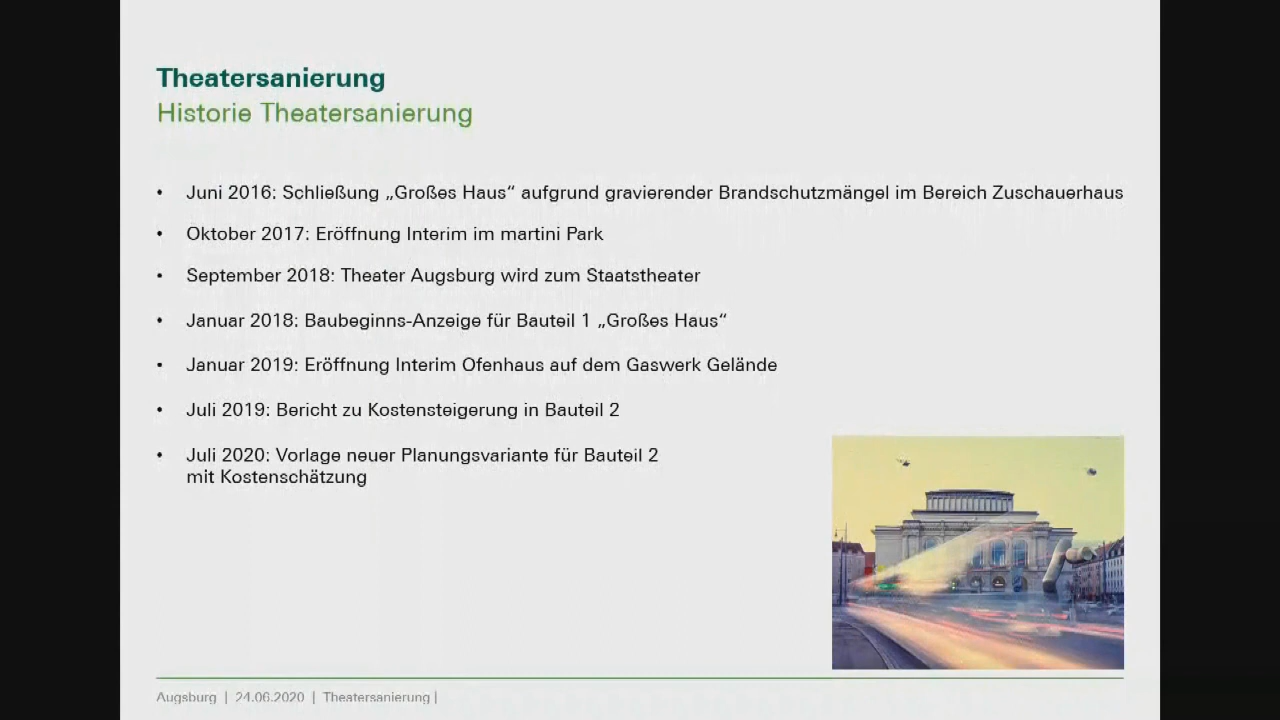 Theatersanierung
Historie Theatersanierung
• Juni 2016: Schließung „Großes Haus“ aufgrund gravierender Brandschutzmängel im Bereich Zuschauerhaus
• Oktober 2017: Eröffnung Interim im martini Park
• September 2018: Theater Augsburg wird zum Staatstheater
• Januar 2018: Baubeginns-Anzeige für Bauteil 1 „Großes Haus“
• Januar 2019: Eröffnung Interim Ofenhaus auf dem Gaswerk Gelände
• Juli 2019: Bericht zu Kostensteigerung in Bauteil 2
• Juli 2020: Vorlage neuer Planungsvariante für Bauteil 2
mit Kostenschätzung
Augsburg | 24.06.2020 | Theatersanierung |